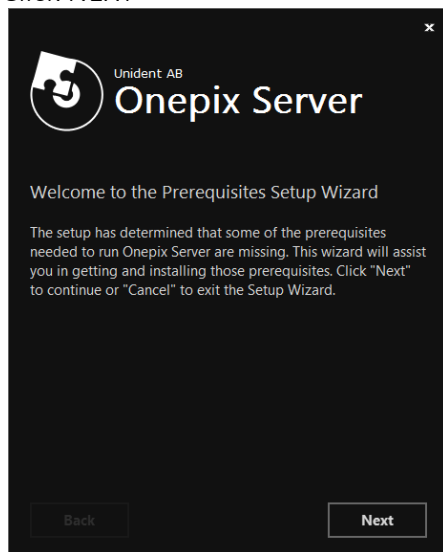 Click NEXT
x
Unident AB
Onepix Server
Welcome to the Prerequisites Setup Wizard
The setup has determined that some of the prerequisites
needed to run Onepix Server are missing. This wizard will assist
you in getting and installing those prerequisites. Click "Next"
to continue or "Cancel" to exit the Setup Wizard.
Back
Next